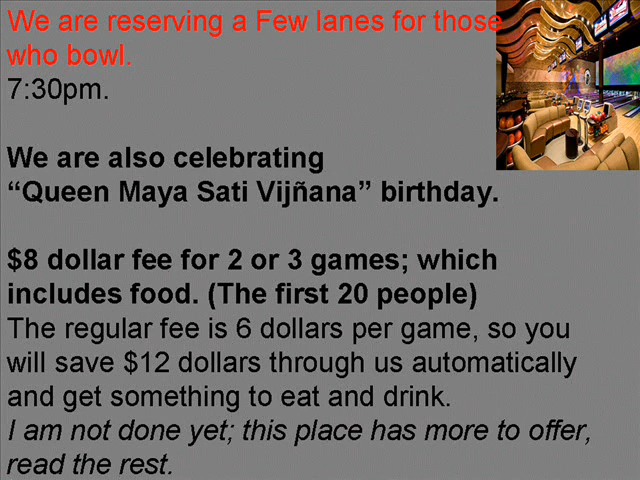 We are reserving a Few lanes for those
who bowl.
7:30pm.
We are also celebrating
“Queen Maya Sati Vijñana” birthday.
$8 dollar fee for 2 or 3 games; which
includes food. (The first 20 people)
The regular fee is 6 dollars per game, so you
will save $12 dollars through us automatically
and get something to eat and drink.
I am not done yet; this place has more to offer,
read the rest.